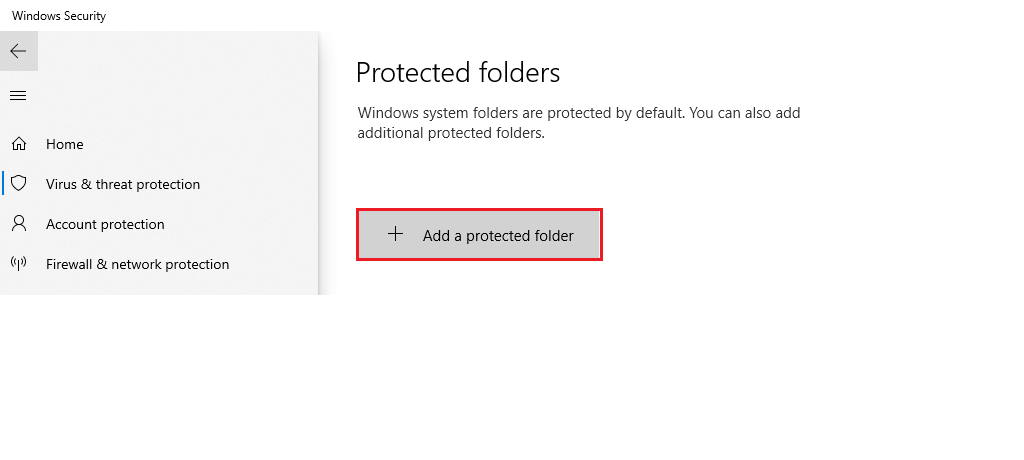 Windows Security
Home
Virus & threat protection
Account protection
Firewall & network protection
Protected folders
Windows system folders are protected by default. You can also add
additional protected folders.
Add a protected folder